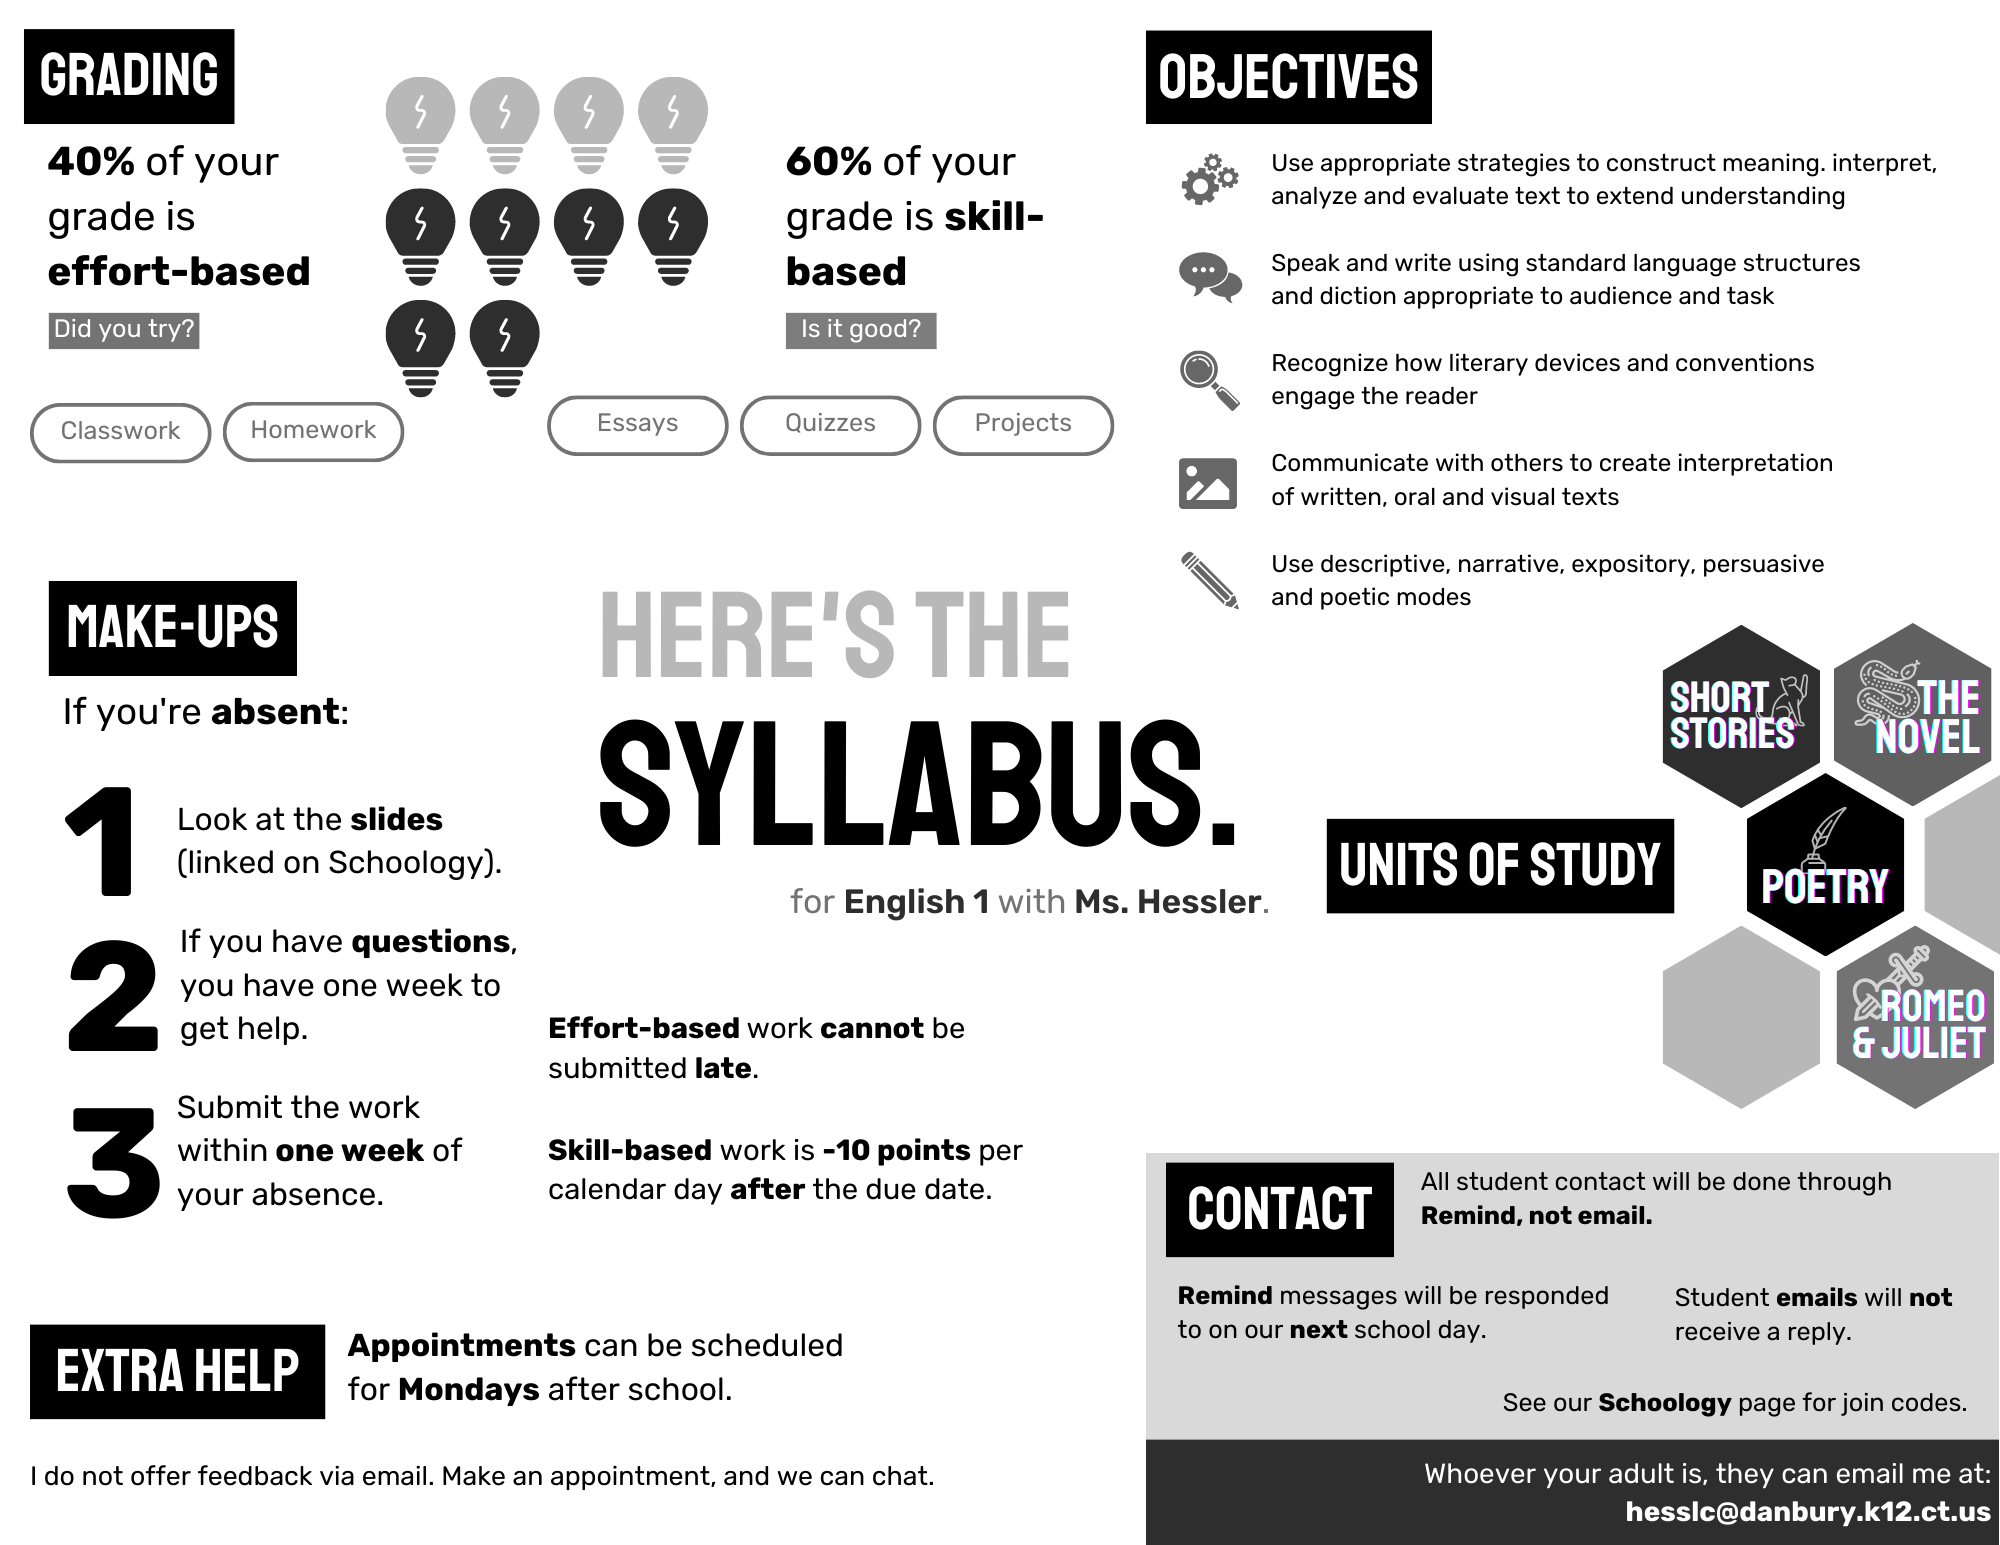 GRADING
40% of your
grade is
effort-based
Did you try?
Classwork
Homework
60% of your
grade is skill-
based
Is it good?
Essays
Quizzes
Projects
OBJECTIVES
Use appropriate strategies to construct meaning. interpret,
analyze and evaluate text to extend understanding
Speak and write using standard language structures
and diction appropriate to audience and task
Recognize how literary devices and conventions
engage the reader
Communicate with others to create interpretation
of written, oral and visual texts
Use descriptive, narrative, expository, persuasive
and poetic modes
HERE'S THE
SYLLABUS.
for English 1 with Ms. Hessler.
MAKE-UPS
If you're absent:
1
Look at the slides
(linked on Schoology).
2
If you have questions,
you have one week to
get help.
3
Submit the work
within one week of
your absence.
Effort-based work cannot be
submitted late.
Skill-based work is -10 points per
calendar day after the due date.
UNITS OF STUDY
SHORT
STORIES
THE
NOVEL
POETRY
ROMEO
& JULIET
EXTRA HELP
Appointments can be scheduled
for Mondays after school.
I do not offer feedback via email. Make an appointment, and we can chat.
CONTACT
All student contact will be done through
Remind, not email.
Remind messages will be responded
to on our next school day.
Student emails will not
receive a reply.
See our Schoology page for join codes.
Whoever your adult is, they can email me at:
hesslc@danbury.k12.ct.us